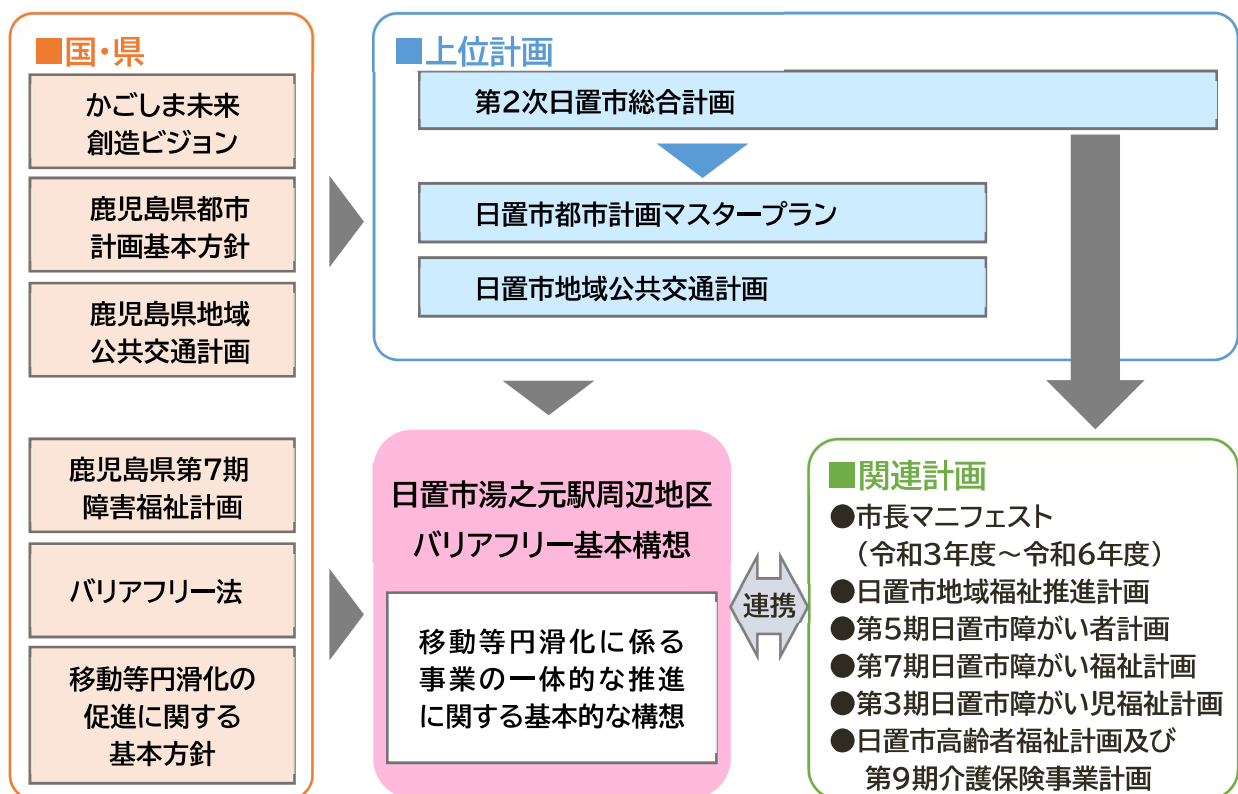 ■国・県
かごしま未来
創造ビジョン
鹿児島県都市
計画基本方針
鹿児島県地域
公共交通計画
鹿児島県第7期
障害福祉計画
バリアフリー法
移動等円滑化の
促進に関する
基本方針
■上位計画
第2次日置市総合計画
日置市都市計画マスタープラン
日置市地域公共交通計画
日置市湯之元駅周辺地区
バリアフリー基本構想
移動等円滑化に係る
事業の一体的な推進
に関する基本的な構想
連携
■関連計画
●市長マニフェスト
（令和3年度～令和6年度）
●日置市地域福祉推進計画
●第5期日置市障がい者計画
●第7期日置市障がい福祉計画
●第3期日置市障がい児福祉計画
●日置市高齢者福祉計画及び
第9期介護保険事業計画